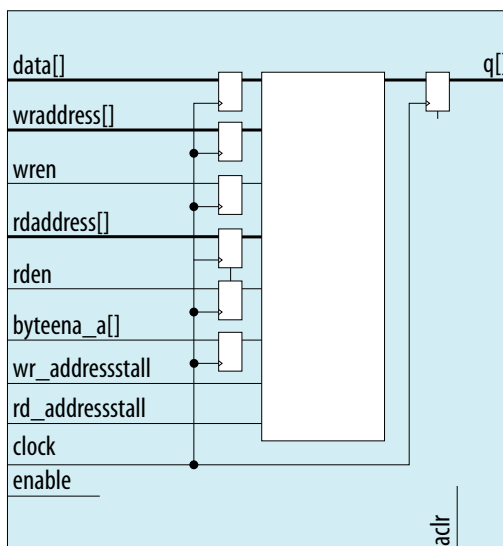 data[]
q[]
wraddress[]
wren
rdaddress[]
rden
byteena_a[]
wr_addressstall
rd_addressstall
clock
enable
aclr